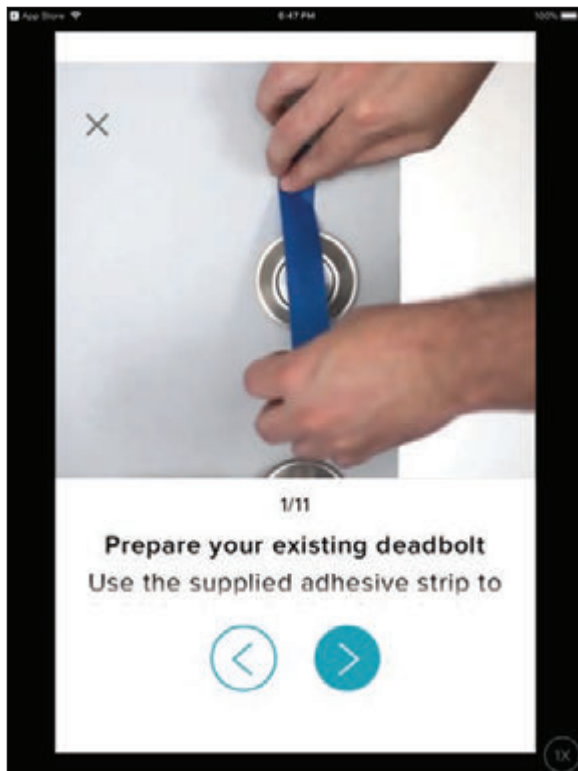 App Store
6:47 PM
100%
1/11
Prepare your existing deadbolt
Use the supplied adhesive strip to
1X